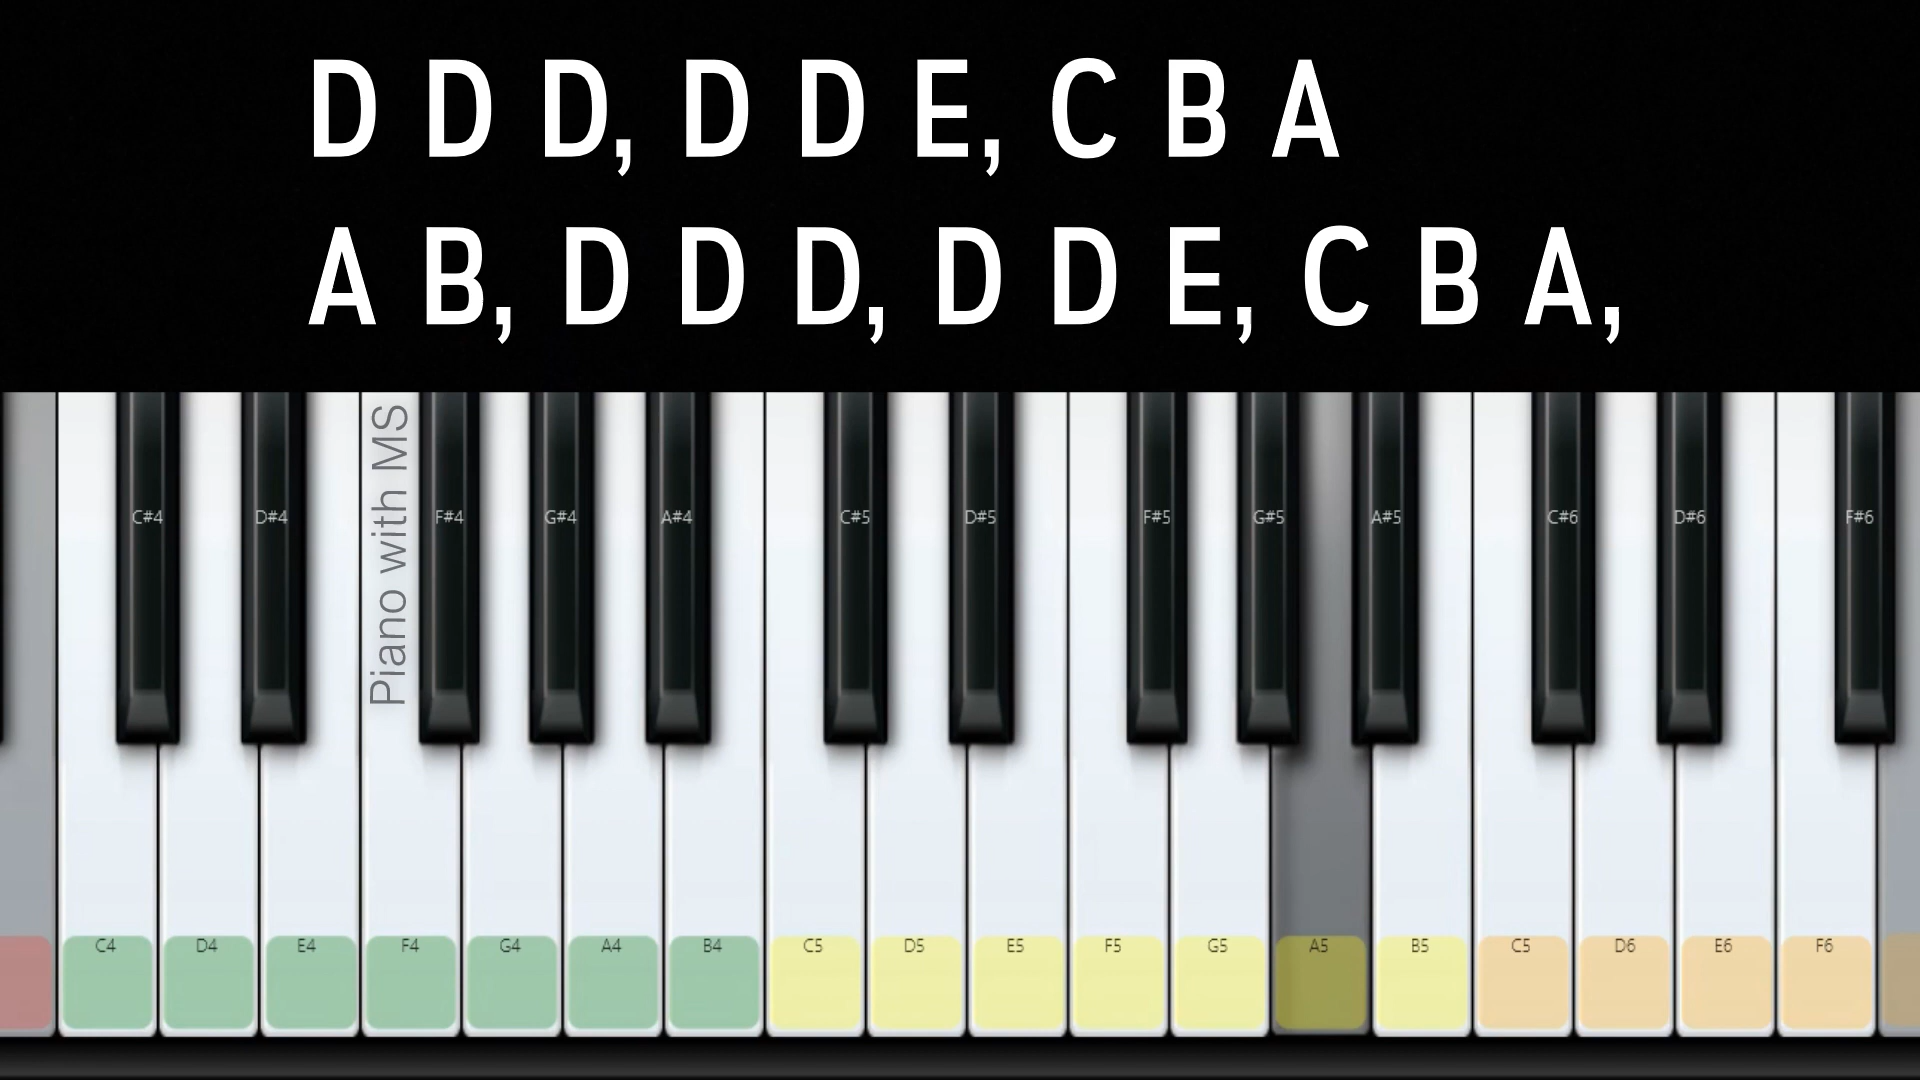 D D D, D D E, C B A
A B, D D D, D D E, C B A,
Piano with MS
C#4 D#4 F#4 G#4 A#4 C#5 D#5 F#5 G#5 A#5 C#6 D#6 F#6
C4 D4 E4 F4 G4 A4 B4 C5 D5 E5 F5 G5 A5 B5 C5 D6 E6 F6